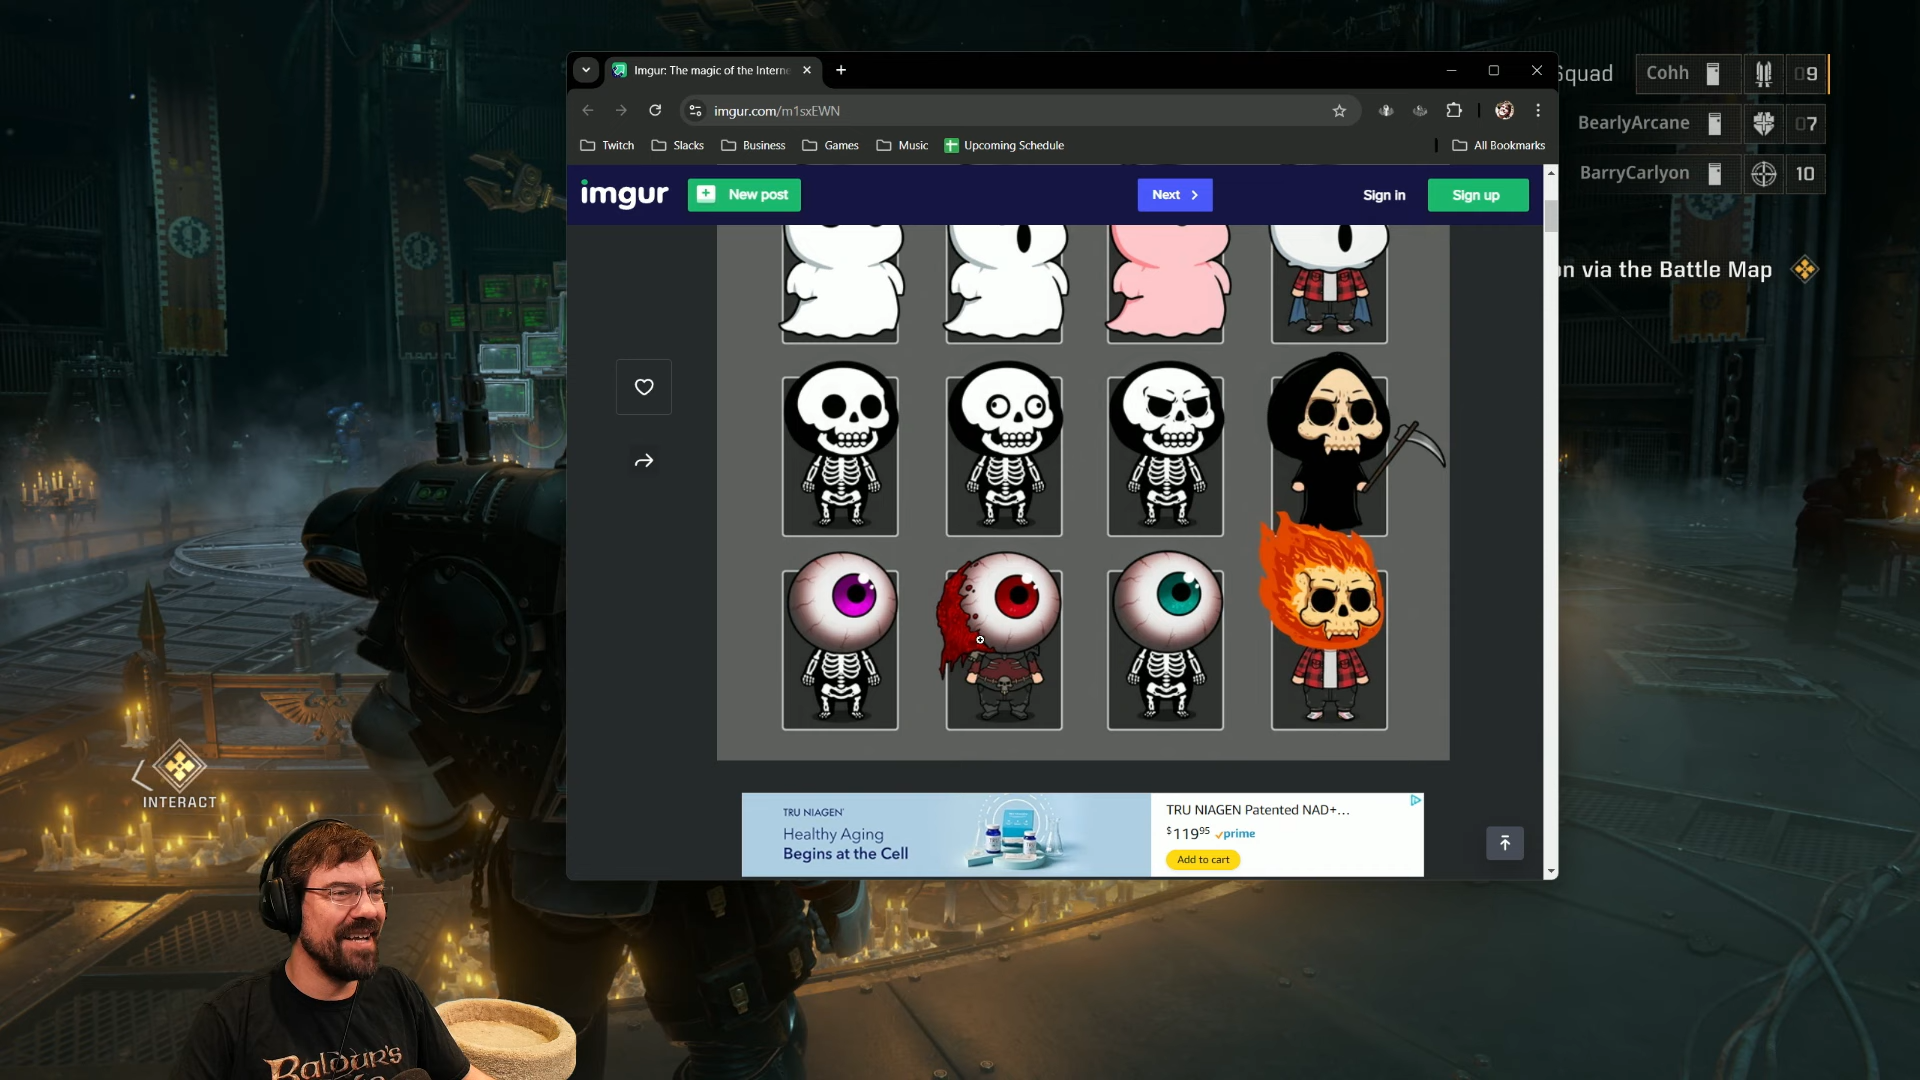 Imgur: The magic of the Interne
imgur.com/m1sxEWN
Twitch
Slacks
Business
Games
Music
Upcoming Schedule
All Bookmarks
imgur
New post
Next
Sign in
Sign up
Squad
Cohh
09
BearlyArcane
07
BarryCarlyon
10
on via the Battle Map
INTERACT
TRU NIAGEN
Healthy Aging
Begins at the Cell
TRU NIAGEN Patented NAD+...
$119.95 prime
Add to cart
BALDUR'S